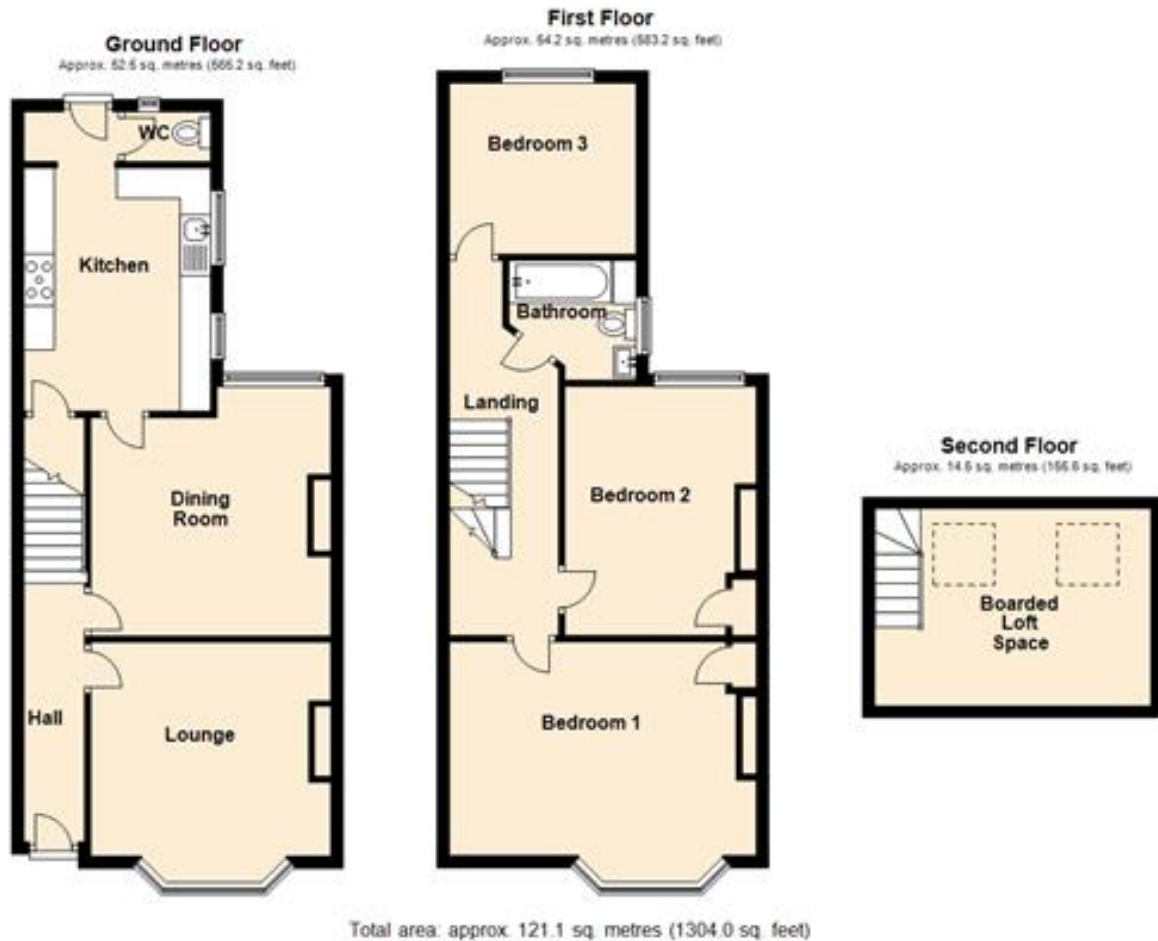 Ground Floor
Approx. 52.5 sq. metres (565.2 sq. feet)
WC
Kitchen
Dining
Room
Hall
Lounge
First Floor
Approx. 54.2 sq. metres (583.2 sq. feet)
Bedroom 3
Bathroom
Landing
Bedroom 2
Bedroom 1
Second Floor
Approx. 14.5 sq. metres (155.6 sq. feet)
Boarded
Loft
Space
Total area: approx. 121.1 sq. metres (1304.0 sq. feet)